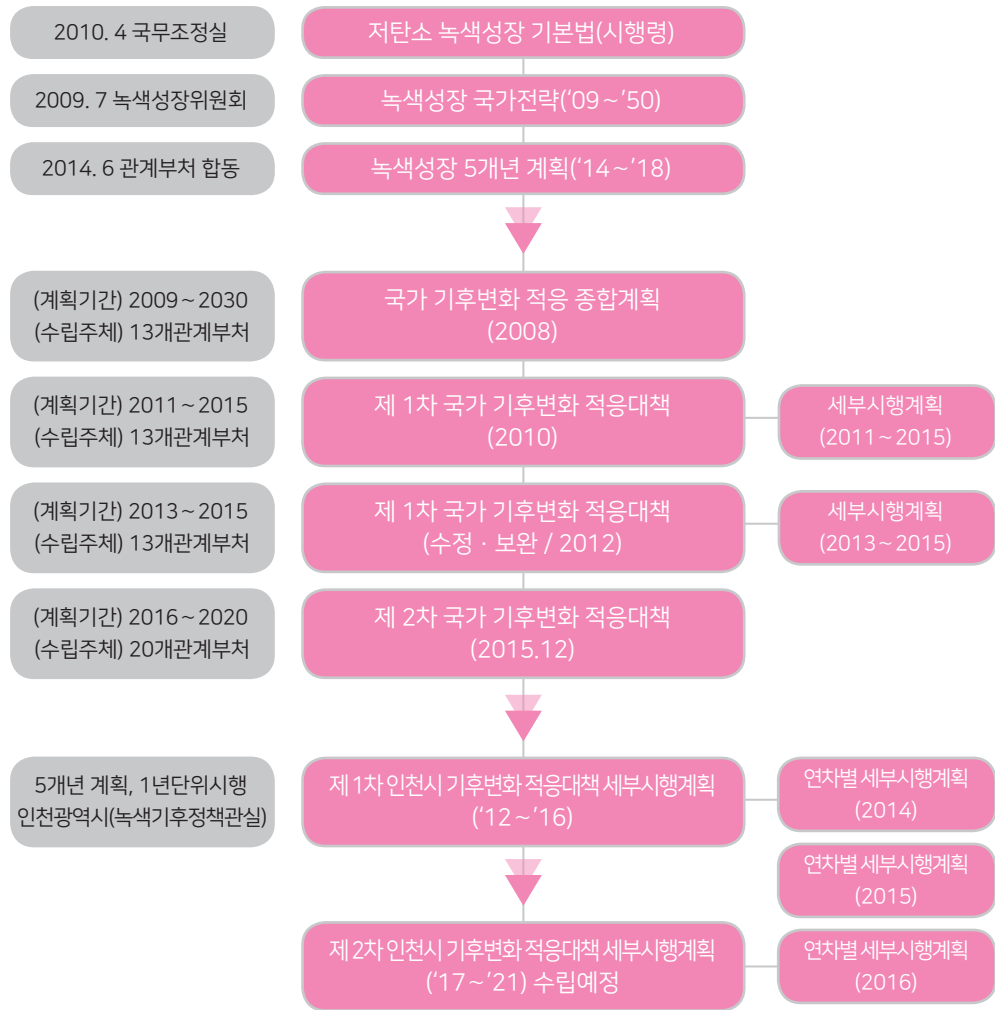 2010. 4 국무조정실
저탄소 녹색성장 기본법(시행령)
2009. 7 녹색성장위원회
녹색성장 국가전략(‘09~’50)
2014. 6 관계부처 합동
녹색성장 5개년 계획(‘14~’18)
(계획기간) 2009~2030
(수립주체) 13개관계부처
국가 기후변화 적응 종합계획
(2008)
(계획기간) 2011~2015
(수립주체) 13개관계부처
제 1차 국가 기후변화 적응대책
(2010)
세부시행계획
(2011~2015)
(계획기간) 2013~2015
(수립주체) 13개관계부처
제 1차 국가 기후변화 적응대책
(수정 · 보완 / 2012)
세부시행계획
(2013~2015)
(계획기간) 2016~2020
(수립주체) 20개관계부처
제 2차 국가 기후변화 적응대책
(2015.12)
5개년 계획, 1년단위시행
인천광역시(녹색기후정책관실)
제 1차 인천시 기후변화 적응대책 세부시행계획
(‘12~’16)
연차별 세부시행계획
(2014)
연차별 세부시행계획
(2015)
제 2차 인천시 기후변화 적응대책 세부시행계획
(‘17~’21) 수립예정
연차별 세부시행계획
(2016)